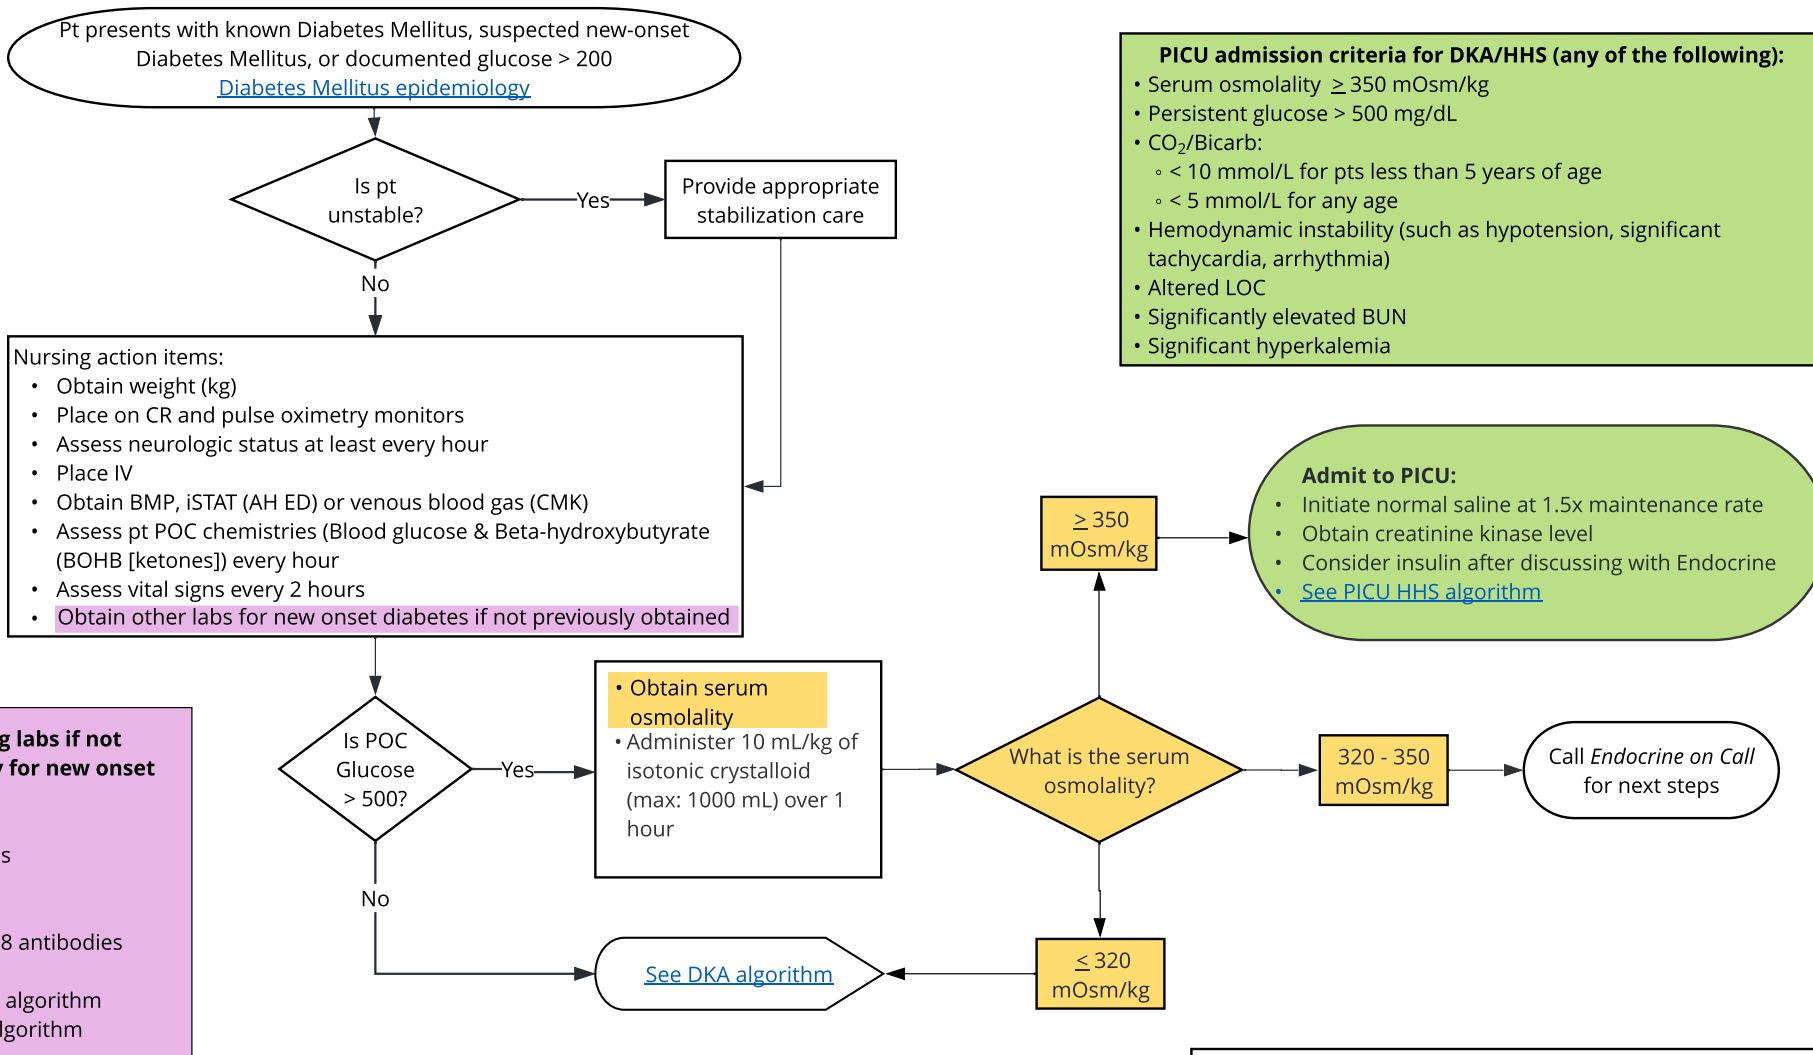 Pt presents with known Diabetes Mellitus, suspected new-onset
Diabetes Mellitus, or documented glucose > 200
Diabetes Mellitus epidemiology
Is pt
unstable?
Yes
Provide appropriate
stabilization care
No
PICU admission criteria for DKA/HHS (any of the following):
• Serum osmolality ≥ 350 mOsm/kg
• Persistent glucose > 500 mg/dL
• CO₂/Bicarb:
◦ < 10 mmol/L for pts less than 5 years of age
◦ < 5 mmol/L for any age
• Hemodynamic instability (such as hypotension, significant
tachycardia, arrhythmia)
• Altered LOC
• Significantly elevated BUN
• Significant hyperkalemia
Nursing action items:
• Obtain weight (kg)
• Place on CR and pulse oximetry monitors
• Assess neurologic status at least every hour
• Place IV
• Obtain BMP, iSTAT (AH ED) or venous blood gas (CMK)
• Assess pt POC chemistries (Blood glucose & Beta-hydroxybutyrate
(BOHB [ketones]) every hour
• Assess vital signs every 2 hours
• Obtain other labs for new onset diabetes if not previously obtained
≥ 350
mOsm/kg
Admit to PICU:
• Initiate normal saline at 1.5x maintenance rate
• Obtain creatinine kinase level
• Consider insulin after discussing with Endocrine
• See PICU HHS algorithm
Is POC
Glucose
> 500?
Yes
• Obtain serum
osmolality
• Administer 10 mL/kg of
isotonic crystalloid
(max: 1000 mL) over 1
hour
What is the serum
osmolality?
320 - 350
mOsm/kg
Call Endocrine on Call
for next steps
No
See DKA algorithm
≤ 320
mOsm/kg
g labs if not
y for new onset
s
8 antibodies
algorithm
lgorithm